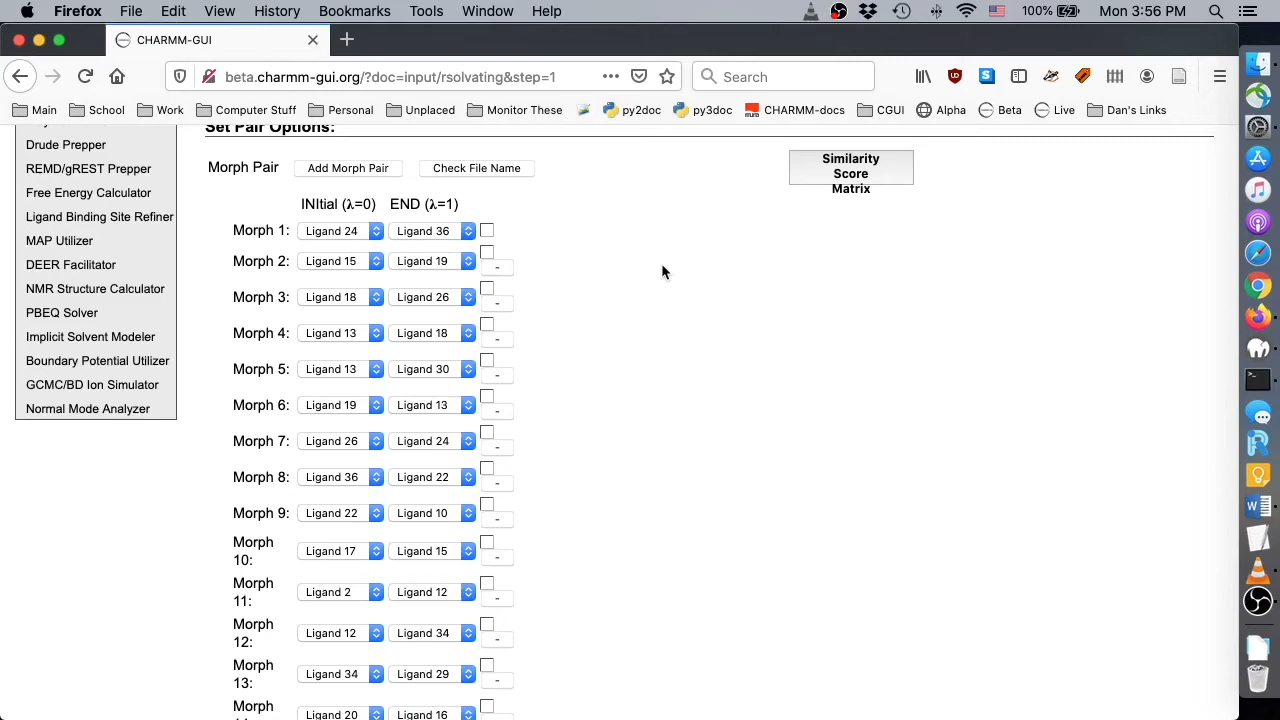 Firefox File Edit View History Bookmarks Tools Window Help 100% Mon 3:56 PM
CHARMM-GUI
beta.charmm-gui.org/?doc=input/rsolvating&step=1 Search
Main School Work Computer Stuff Personal Unplaced Monitor These py2doc py3doc CHARMM-docs CGUI Alpha Beta Live Dan's Links
Set Pair Options:
Drude Prepper
REMD/gREST Prepper
Free Energy Calculator
Ligand Binding Site Refiner
MAP Utilizer
DEER Facilitator
NMR Structure Calculator
PBEQ Solver
Implicit Solvent Modeler
Boundary Potential Utilizer
GCMC/BD Ion Simulator
Normal Mode Analyzer
Morph Pair Add Morph Pair Check File Name
Similarity
Score
Matrix
INItial (λ=0) END (λ=1)
Morph 1: Ligand 24 Ligand 36
Morph 2: Ligand 15 Ligand 19 -
Morph 3: Ligand 18 Ligand 26 -
Morph 4: Ligand 13 Ligand 18 -
Morph 5: Ligand 13 Ligand 30 -
Morph 6: Ligand 19 Ligand 13 -
Morph 7: Ligand 26 Ligand 24 -
Morph 8: Ligand 36 Ligand 22 -
Morph 9: Ligand 22 Ligand 10 -
Morph
10: Ligand 17 Ligand 15 -
Morph
11: Ligand 2 Ligand 12 -
Morph
12: Ligand 12 Ligand 34 -
Morph
13: Ligand 34 Ligand 29 -
Morph
Ligand 20 Ligand 16